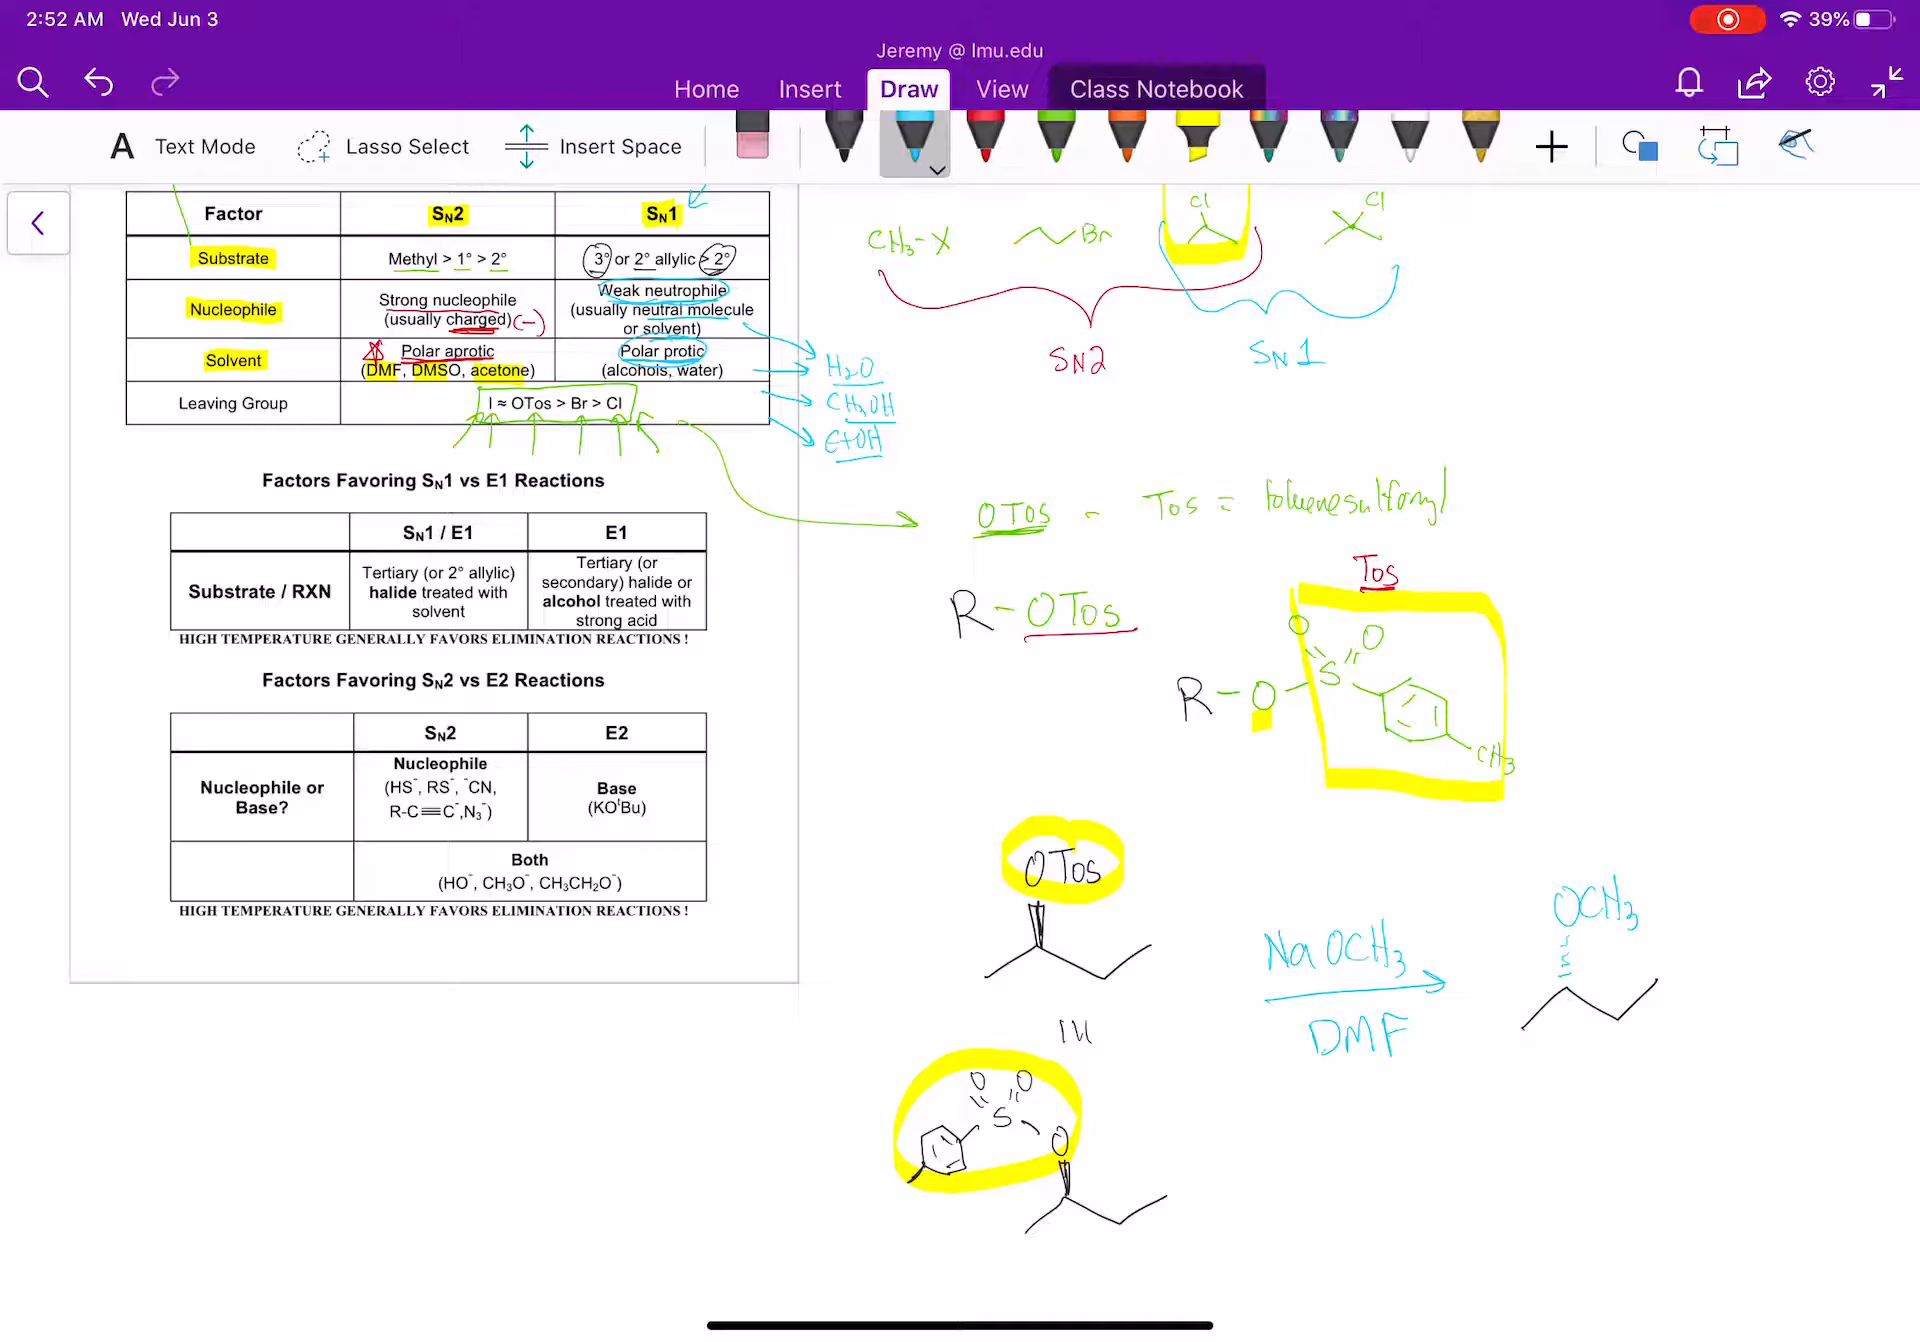 2:52 AM Wed Jun 3
39%
Jeremy @ lmu.edu
Home Insert Draw View Class Notebook
A Text Mode Lasso Select Insert Space
Factor SN2 SN1
Substrate Methyl > 1° > 2° 3° or 2° allylic > 2°
Nucleophile
Strong nucleophile
(usually charged) (-)
Weak neutrophile
(usually neutral molecule
or solvent)
Solvent
Polar aprotic
(DMF, DMSO, acetone)
Polar protic
(alcohols, water)
Leaving Group I ≈ OTos > Br > Cl
H2O
CH3OH
EtOH
CH3-X
Br
Cl
Cl
SN2
SN1
Factors Favoring SN1 vs E1 Reactions
SN1 / E1 E1
Substrate / RXN
Tertiary (or 2° allylic)
halide treated with
solvent
Tertiary (or
secondary) halide or
alcohol treated with
strong acid
HIGH TEMPERATURE GENERALLY FAVORS ELIMINATION REACTIONS !
Factors Favoring SN2 vs E2 Reactions
SN2 E2
Nucleophile or
Base?
Nucleophile
(HS⁻, RS⁻, ⁻CN,
R-C≡C⁻,N3⁻)
Base
(KOᵗBu)
Both
(HO⁻, CH3O⁻, CH3CH2O⁻)
HIGH TEMPERATURE GENERALLY FAVORS ELIMINATION REACTIONS !
OTos - Tos = toluenesulfonyl
Tos
R-OTos
O O
S
R-O
CH3
OTos
NaOCH3
DMF
OCH3
O O
S
O